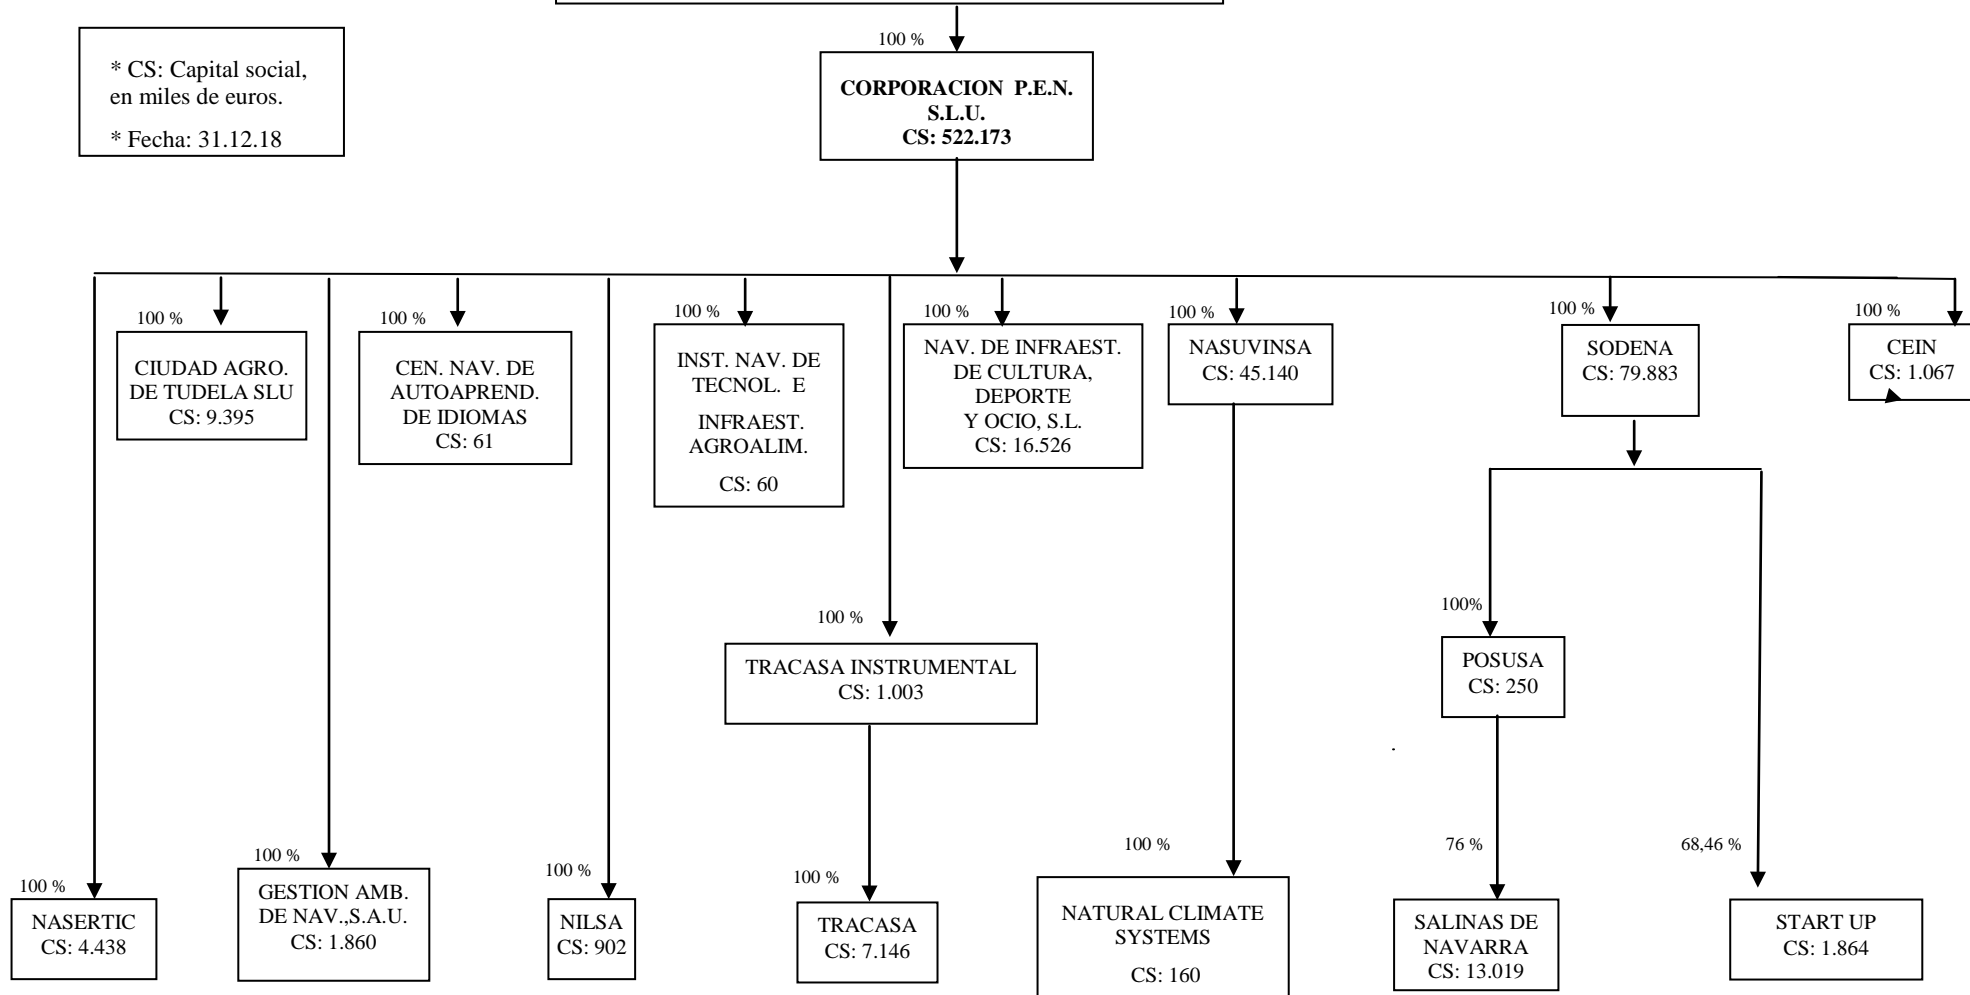 100 %
* CS: Capital social,
en miles de euros.
* Fecha: 31.12.18
CORPORACION P.E.N.
S.L.U.
CS: 522.173
100 %
CIUDAD AGRO.
DE TUDELA SLU
CS: 9.395
100 %
CEN. NAV. DE
AUTOAPREND.
DE IDIOMAS
CS: 61
100 %
INST. NAV. DE
TECNOL. E
INFRAEST.
AGROALIM.
CS: 60
100 %
NAV. DE INFRAEST.
DE CULTURA,
DEPORTE
Y OCIO, S.L.
CS: 16.526
100 %
NASUVINSA
CS: 45.140
100 %
SODENA
CS: 79.883
100 %
CEIN
CS: 1.067
100 %
TRACASA INSTRUMENTAL
CS: 1.003
100%
POSUSA
CS: 250
100 %
NASERTIC
CS: 4.438
100 %
GESTION AMB.
DE NAV.,S.A.U.
CS: 1.860
100 %
NILSA
CS: 902
100 %
TRACASA
CS: 7.146
100 %
NATURAL CLIMATE
SYSTEMS
CS: 160
76 %
SALINAS DE
NAVARRA
CS: 13.019
68,46 %
START UP
CS: 1.864